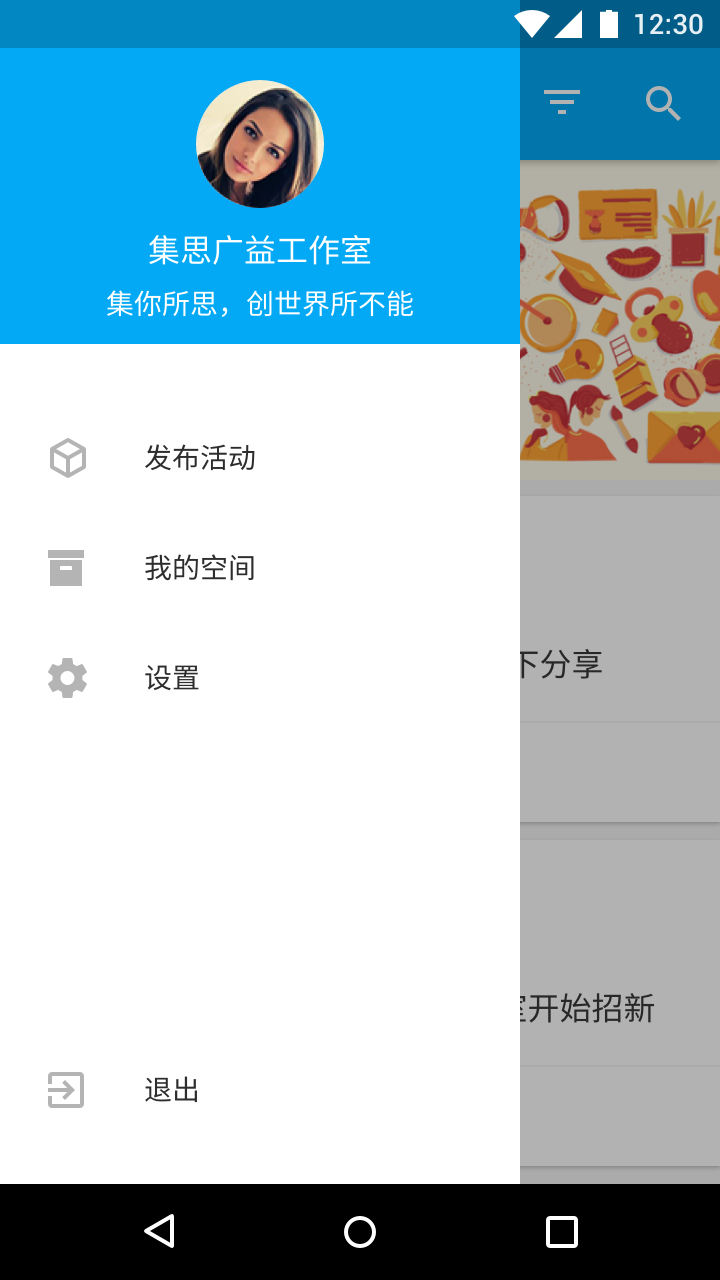 12:30
集思广益工作室
集你所思，创世界所不能
发布活动
我的空间
设置
下分享
开始招新
退出